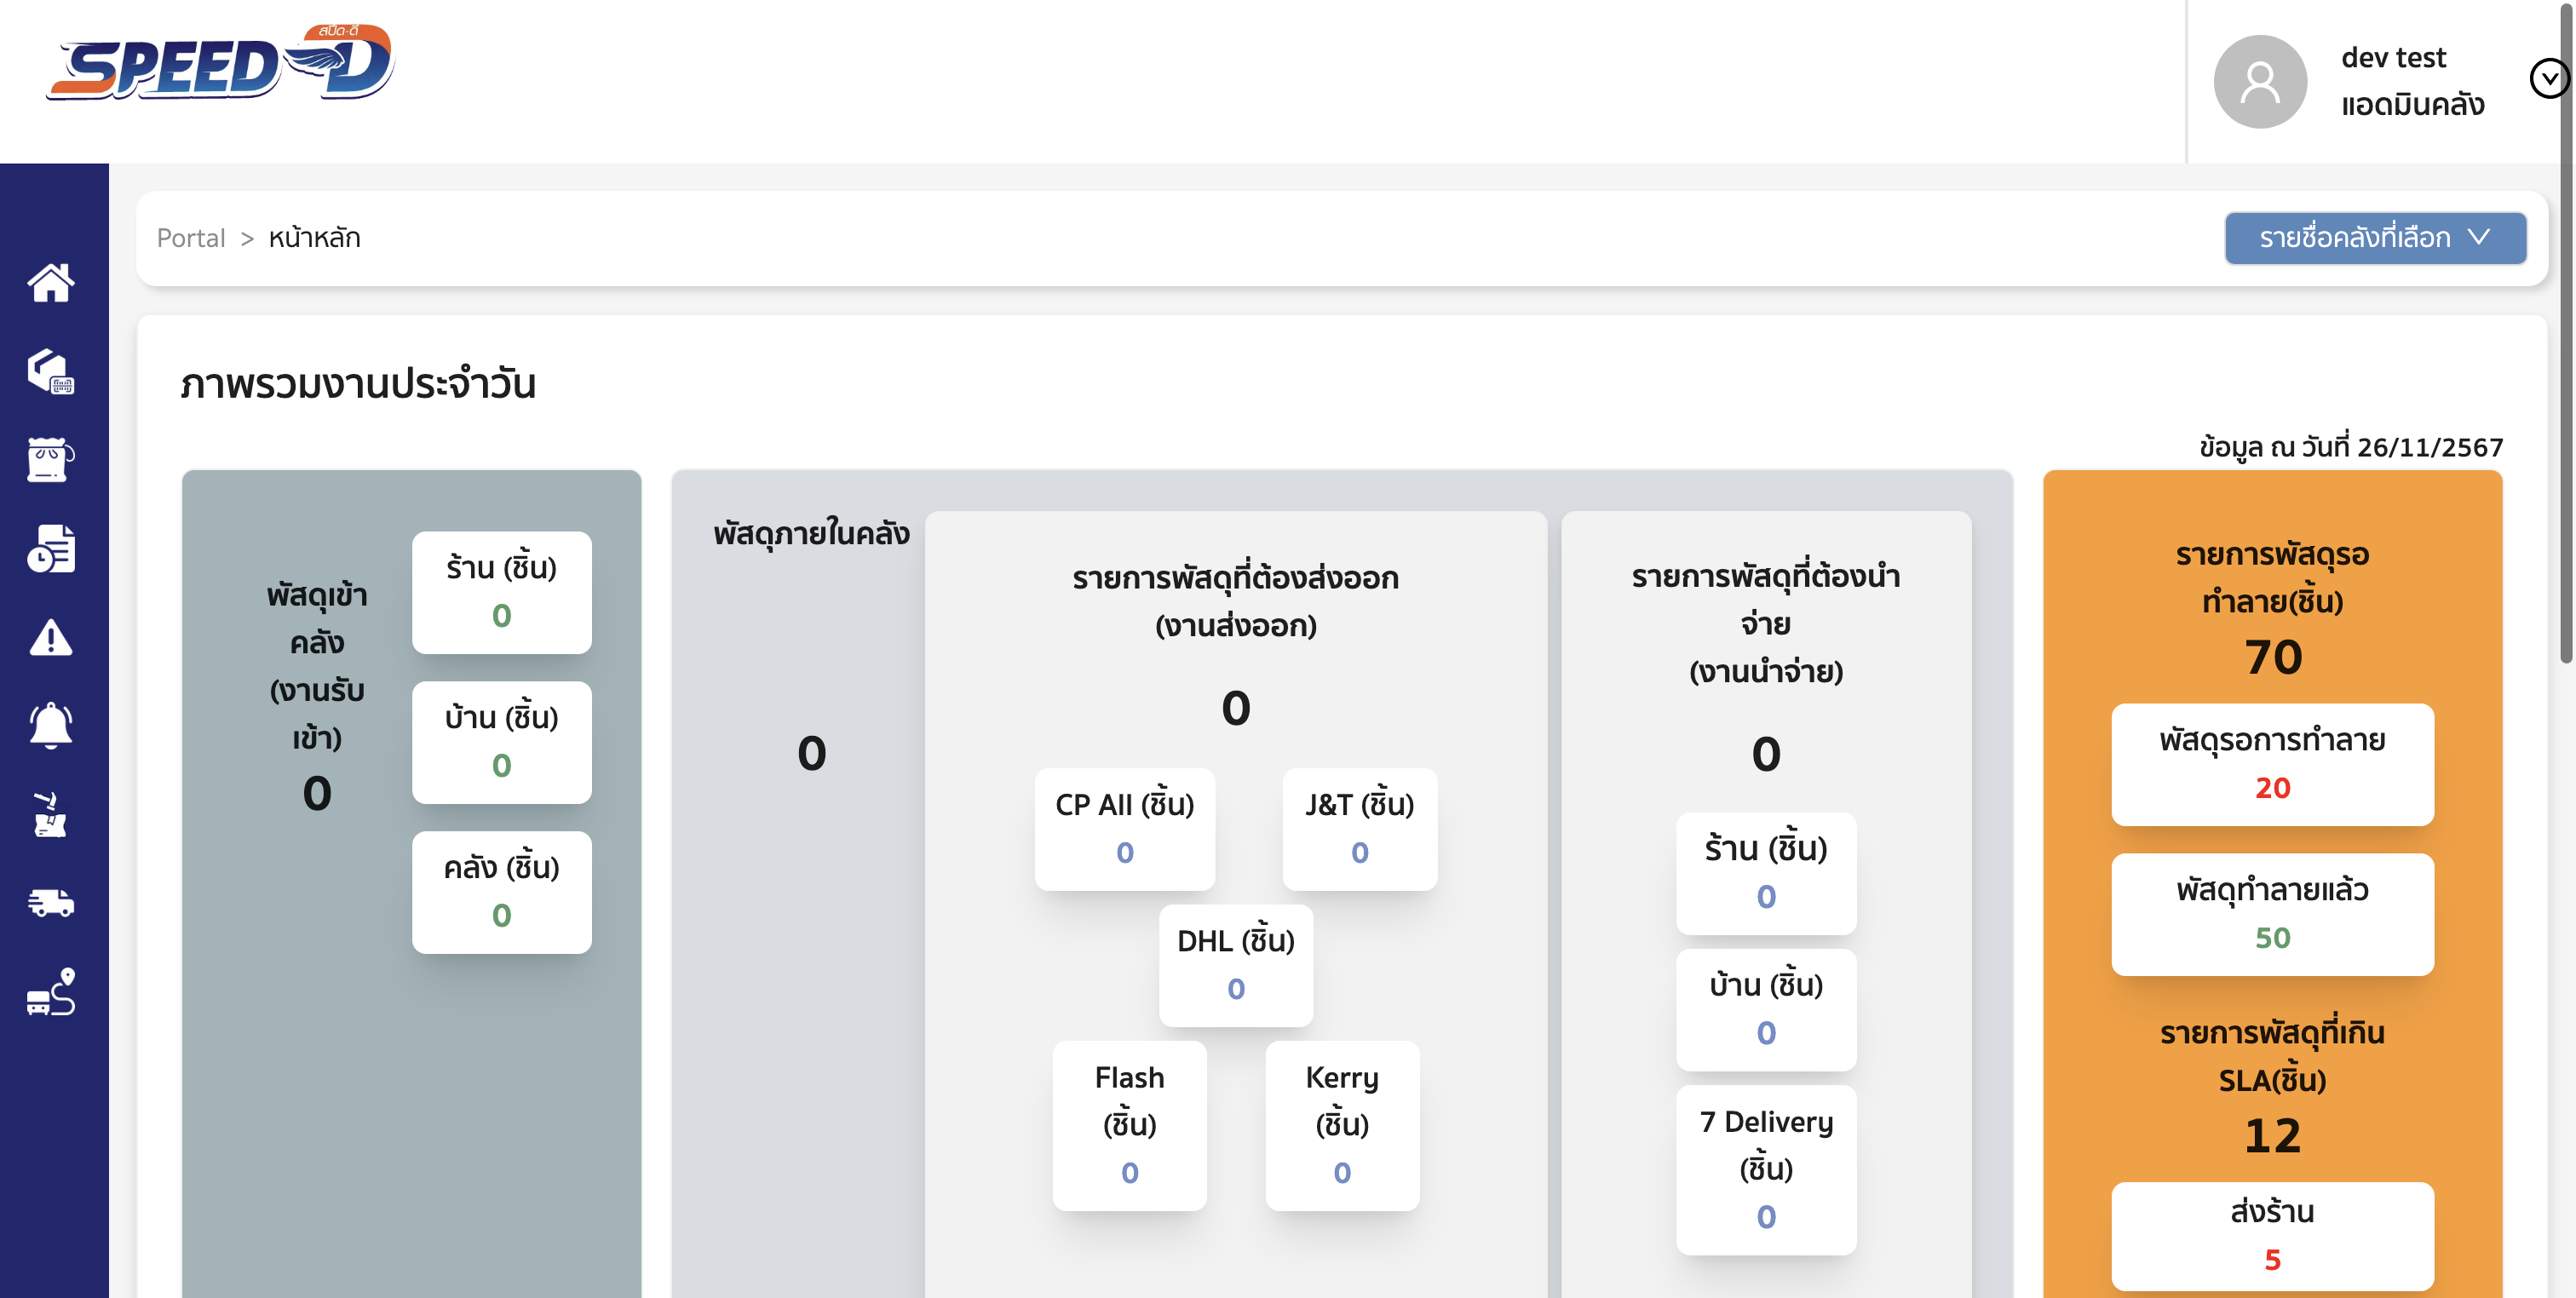 สปีด-ดี
SPEED-D
dev test
แอดมินคลัง
Portal > หน้าหลัก
รายชื่อคลังที่เลือก
ภาพรวมงานประจำวัน
ข้อมูล ณ วันที่ 26/11/2567
พัสดุเข้า
คลัง
(งานรับ
เข้า)
0
ร้าน (ชิ้น)
0
บ้าน (ชิ้น)
0
คลัง (ชิ้น)
0
พัสดุภายในคลัง
0
รายการพัสดุที่ต้องส่งออก
(งานส่งออก)
0
CP All (ชิ้น)
0
J&T (ชิ้น)
0
DHL (ชิ้น)
0
Flash
(ชิ้น)
0
Kerry
(ชิ้น)
0
รายการพัสดุที่ต้องนำ
จ่าย
(งานนำจ่าย)
0
ร้าน (ชิ้น)
0
บ้าน (ชิ้น)
0
7 Delivery
(ชิ้น)
0
รายการพัสดุรอ
ทำลาย(ชิ้น)
70
พัสดุรอการทำลาย
20
พัสดุทำลายแล้ว
50
รายการพัสดุที่เกิน
SLA(ชิ้น)
12
ส่งร้าน
5